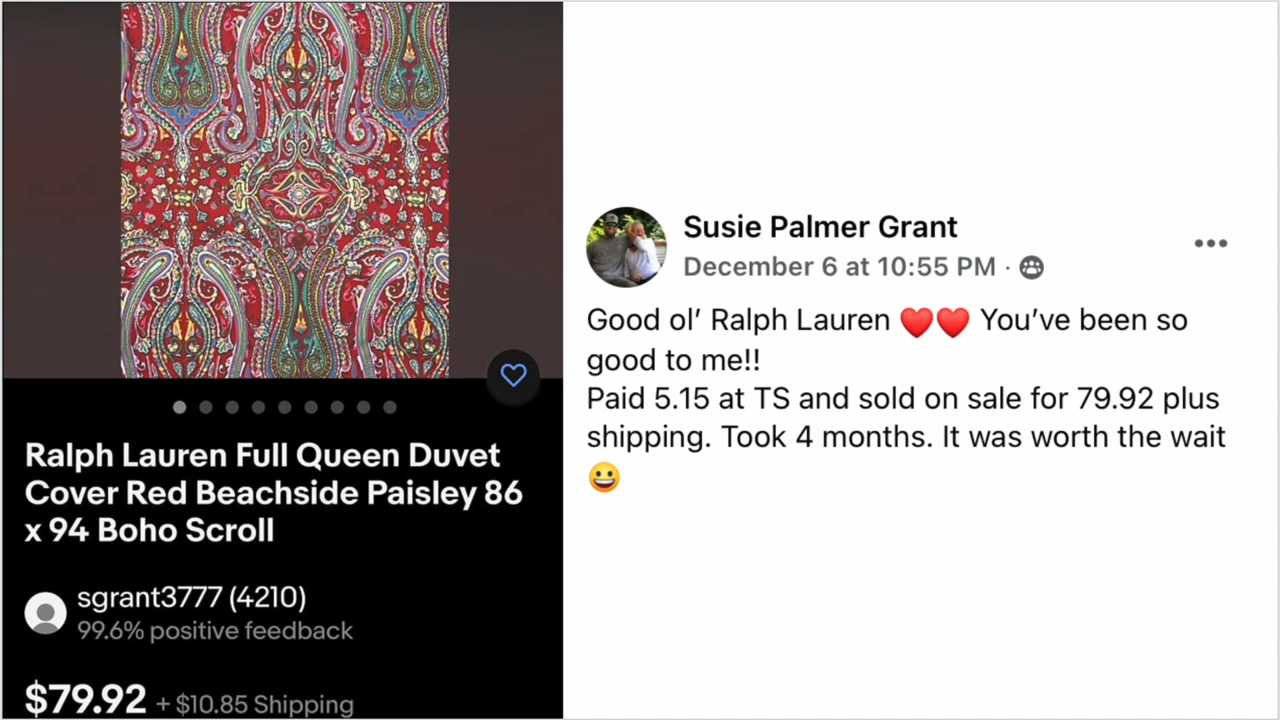 Ralph Lauren Full Queen Duvet
Cover Red Beachside Paisley 86
x 94 Boho Scroll
sgrant3777 (4210)
99.6% positive feedback
$79.92 + $10.85 Shipping
Susie Palmer Grant
December 6 at 10:55 PM ·
Good ol’ Ralph Lauren ❤️❤️ You’ve been so
good to me!!
Paid 5.15 at TS and sold on sale for 79.92 plus
shipping. Took 4 months. It was worth the wait
😀